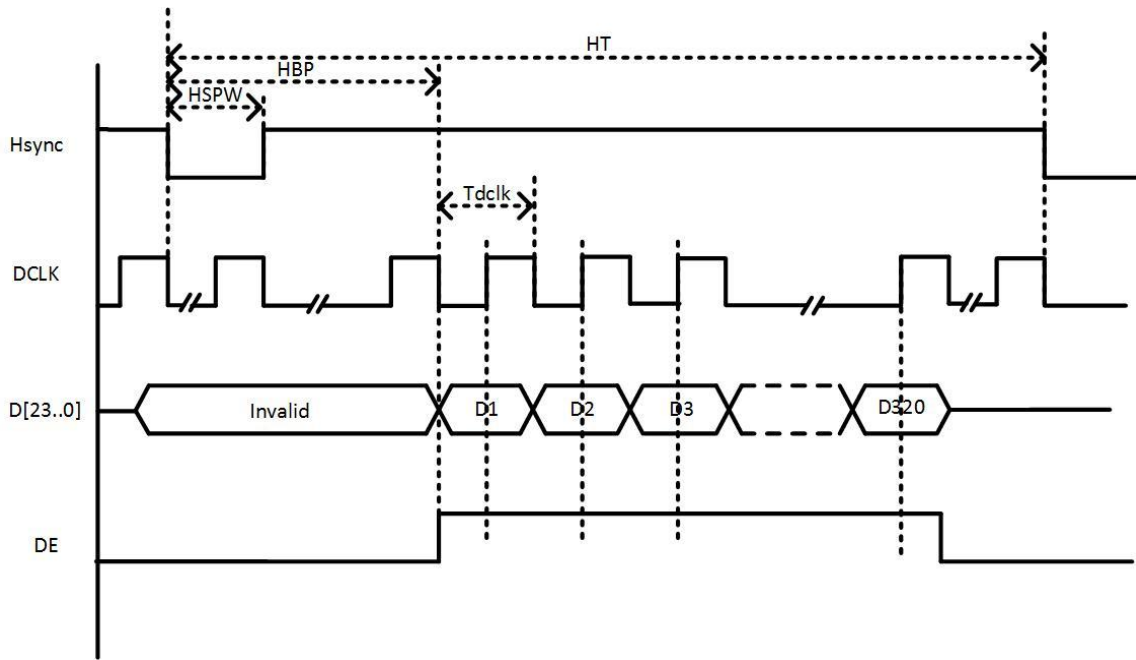 HT
HBP
HSPW
Hsync
Tdclk
DCLK
D[23..0]
Invalid
D1
D2
D3
D320
DE